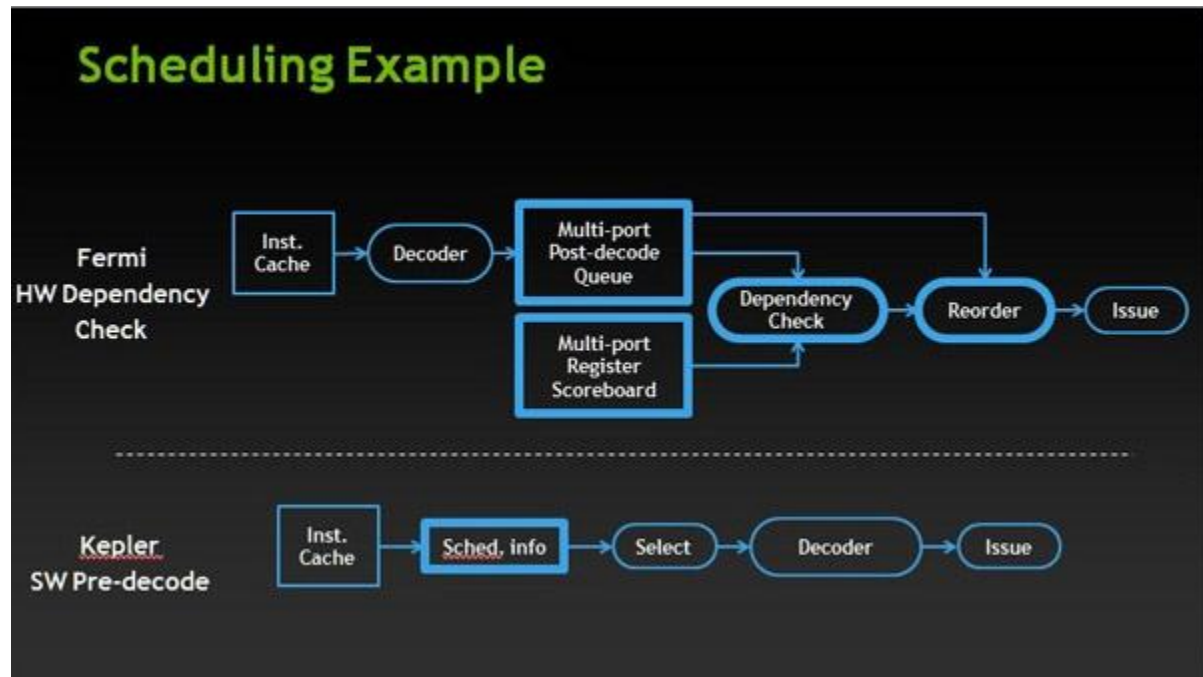 Scheduling Example
Fermi
HW Dependency
Check
Inst.
Cache
Decoder
Multi-port
Post-decode
Queue
Multi-port
Register
Scoreboard
Dependency
Check
Reorder
Issue
Kepler
SW Pre-decode
Inst.
Cache
Sched. info
Select
Decoder
Issue